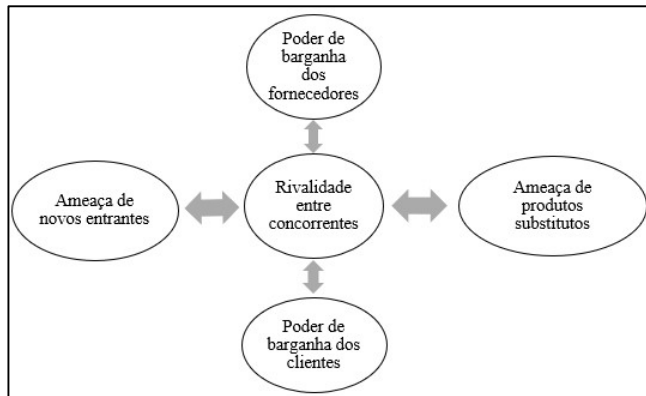 Poder de
barganha
dos
fornecedores
Ameaça de
novos entrantes
Rivalidade
entre
concorrentes
Ameaça de
produtos
substitutos
Poder de
barganha dos
clientes